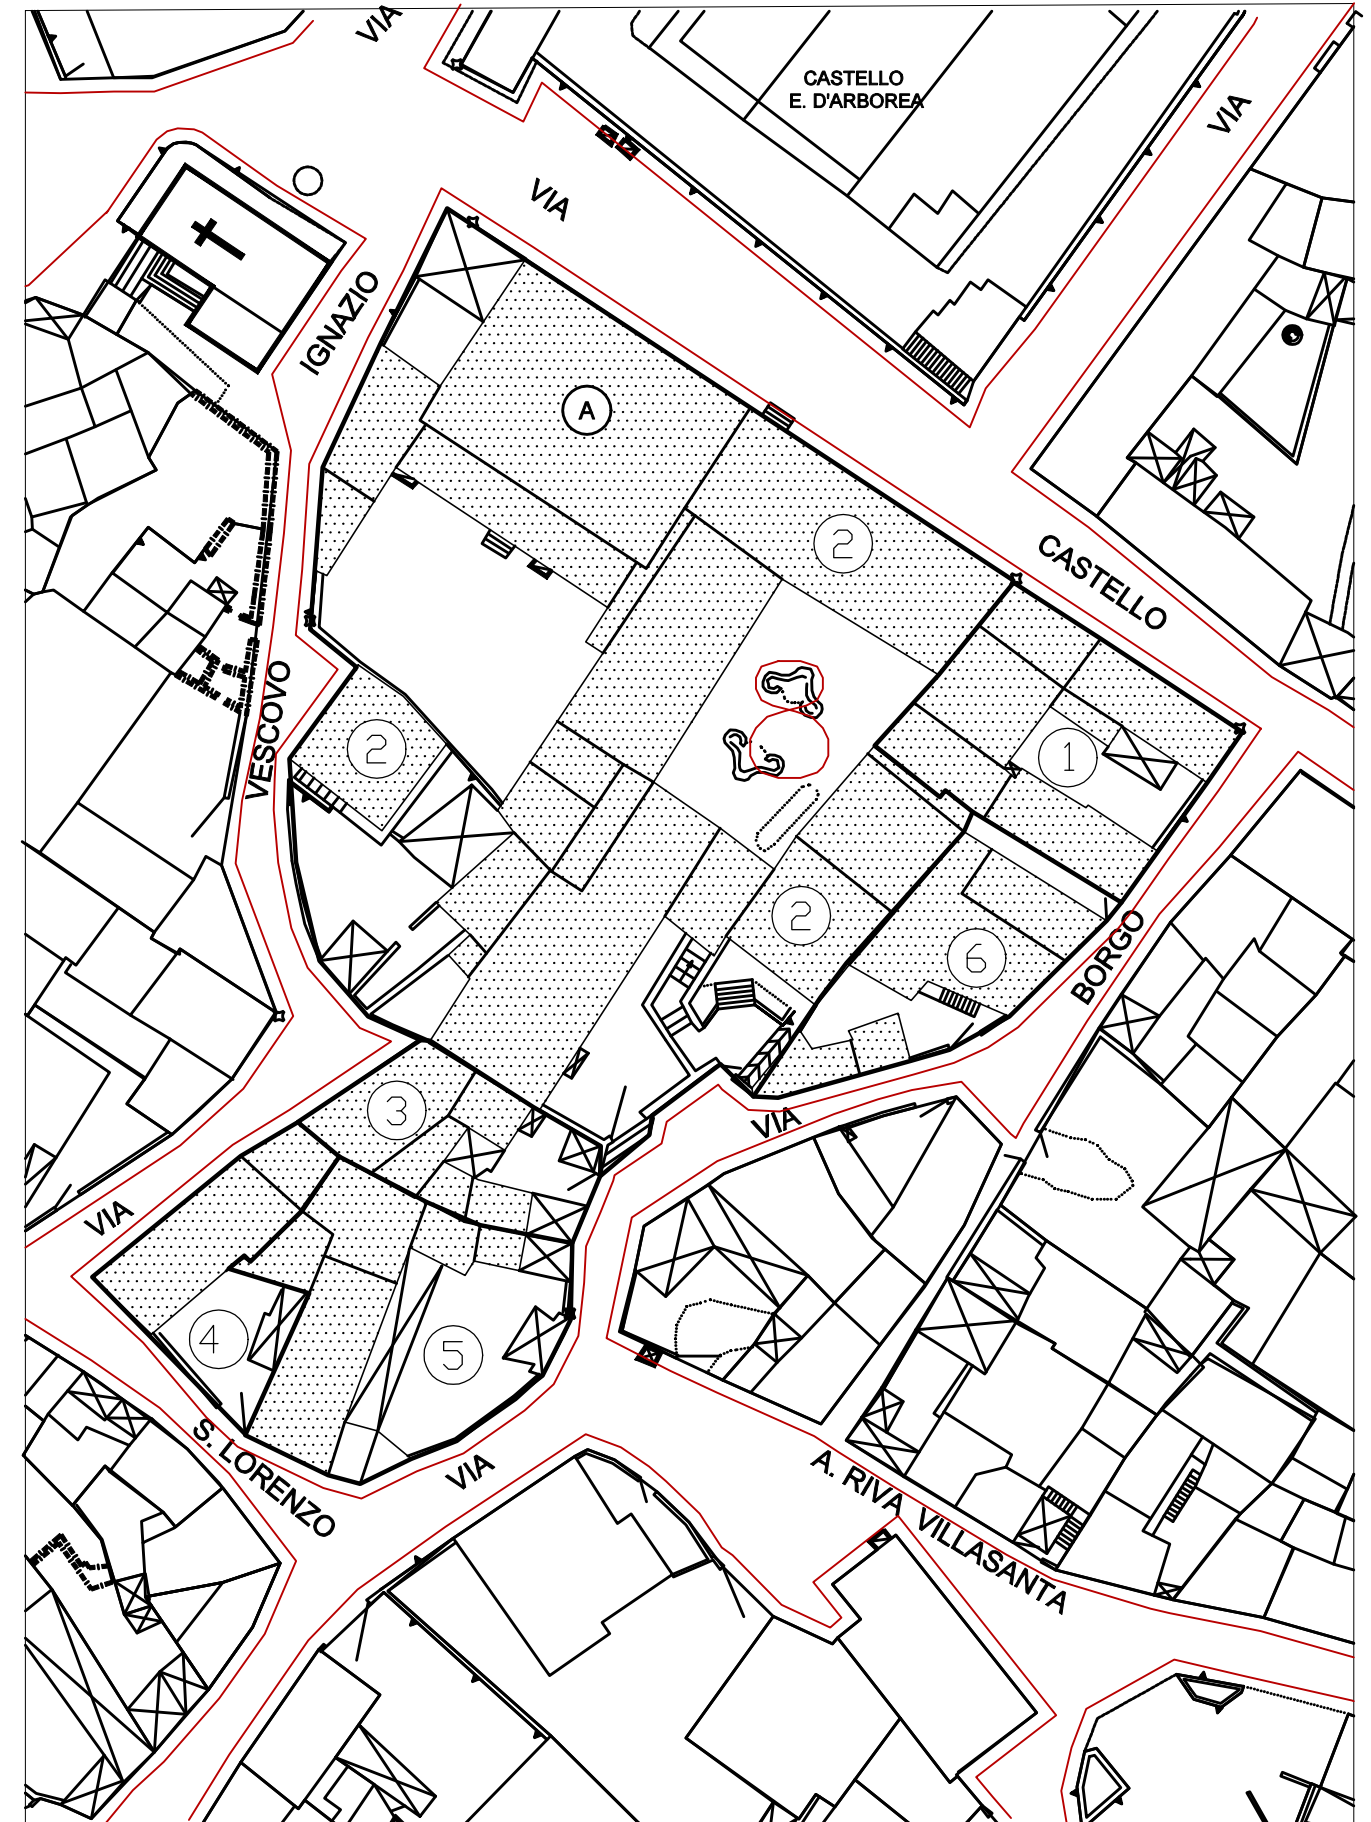 VIA
CASTELLO
E. D'ARBOREA
VIA
VIA
IGNAZIO
A
2
CASTELLO
VESCOVO
2
1
2
6
BORGO
3
VIA
VIA
4
5
S. LORENZO
VIA
A. RIVA VILLASANTA